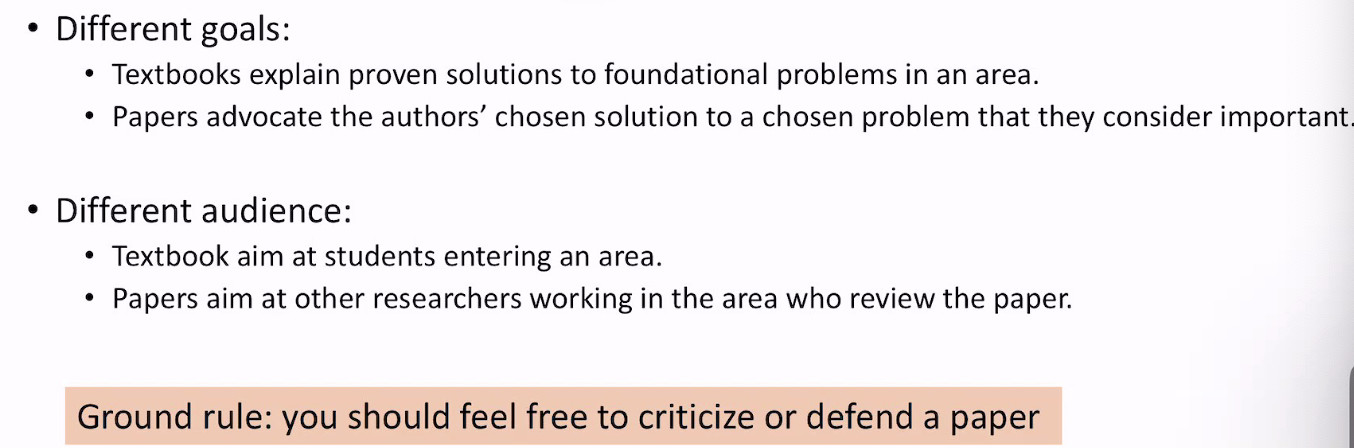 • Different goals:
• Textbooks explain proven solutions to foundational problems in an area.
• Papers advocate the authors’ chosen solution to a chosen problem that they consider important.
• Different audience:
• Textbook aim at students entering an area.
• Papers aim at other researchers working in the area who review the paper.
Ground rule: you should feel free to criticize or defend a paper